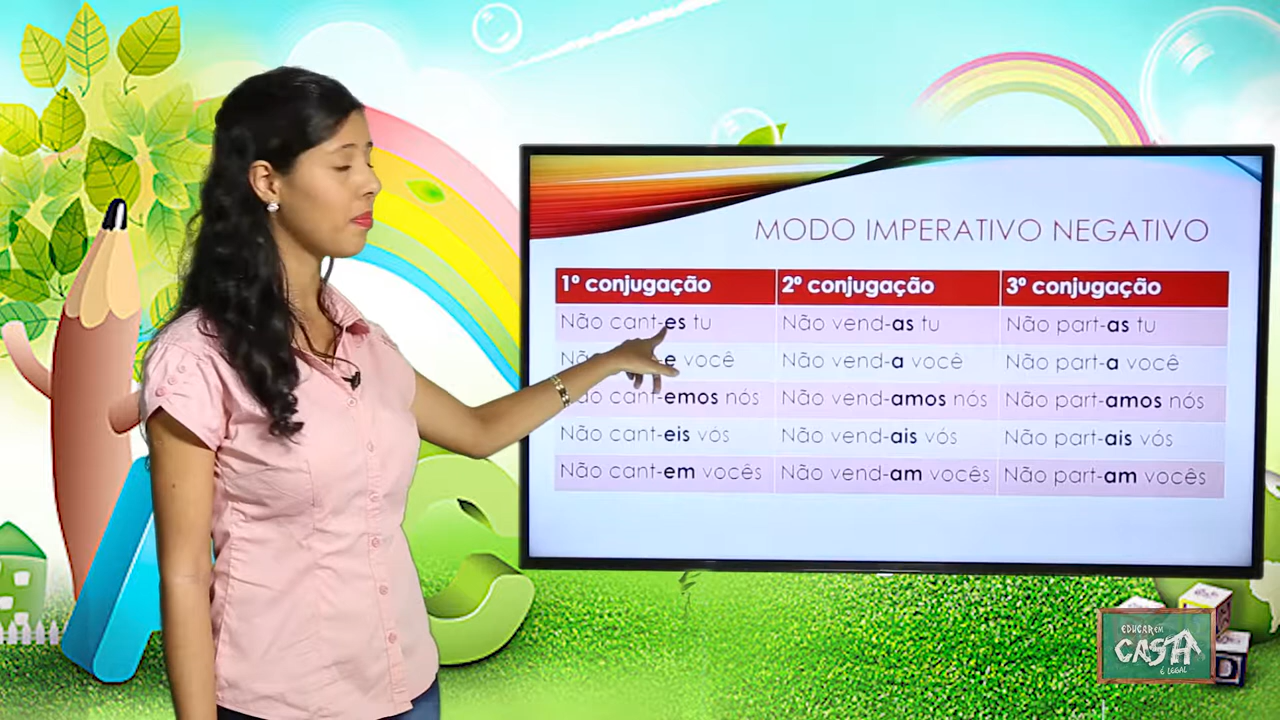 MODO IMPERATIVO NEGATIVO
1º conjugação 2º conjugação 3º conjugação
Não cant-es tu Não vend-as tu Não part-as tu
-e você Não vend-a você Não part-a você
cant-emos nós Não vend-amos nós Não part-amos nós
Não cant-eis vós Não vend-ais vós Não part-ais vós
Não cant-em vocês Não vend-am vocês Não part-am vocês
EDUCAR EM
CASA
É LEGAL